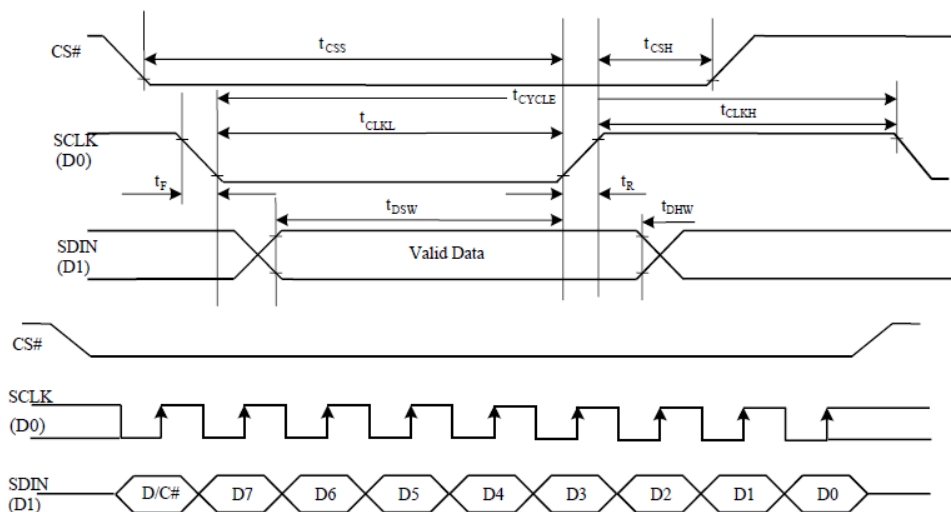 CS#
tCSS
tCSH
tCYCLE
SCLK
(D0)
tCLKL
tCLKH
tF
tR
tDSW
tDHW
SDIN
(D1)
Valid Data
CS#
SCLK
(D0)
SDIN
(D1)
D/C# D7 D6 D5 D4 D3 D2 D1 D0